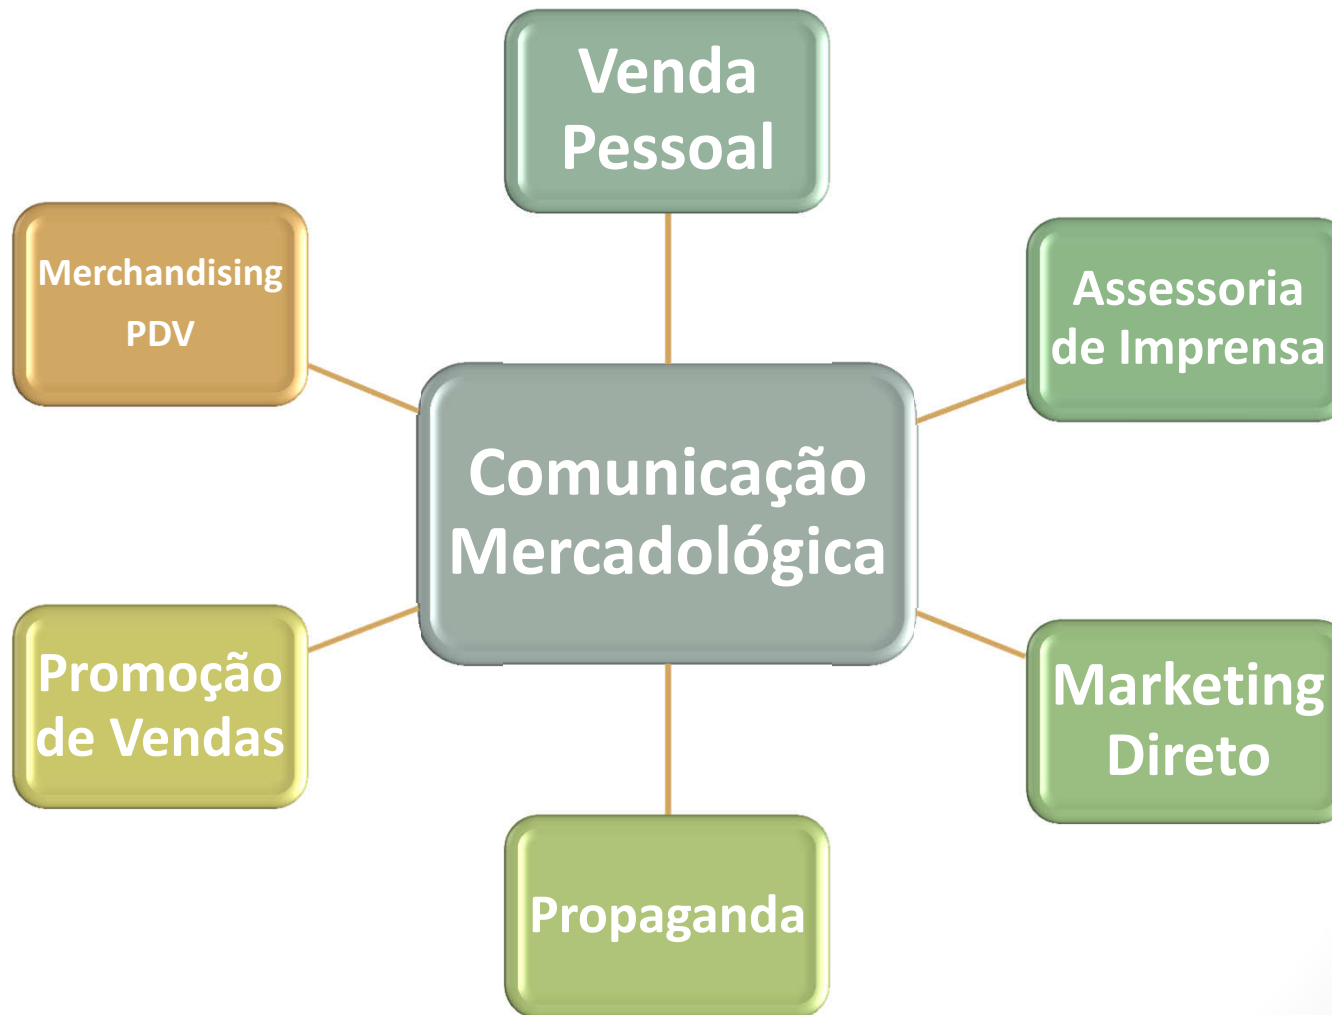 Venda
Pessoal
Merchandising
PDV
Assessoria
de Imprensa
Comunicação
Mercadológica
Promoção
de Vendas
Marketing
Direto
Propaganda